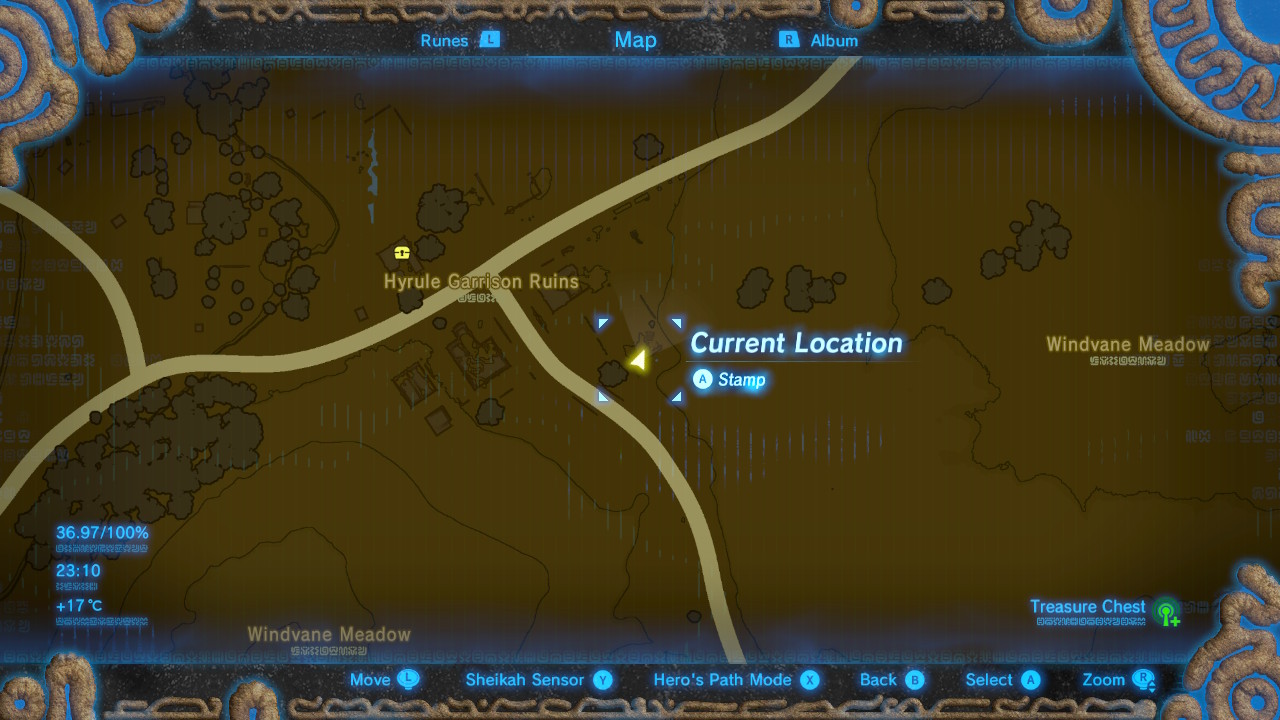 Runes L
Map
R Album
Hyrule Garrison Ruins
Current Location
A Stamp
Windvane Meadow
36.97/100%
23:10
+17°C
Treasure Chest
Windvane Meadow
Move L
Sheikah Sensor Y
Hero's Path Mode X
Back B
Select A
Zoom R